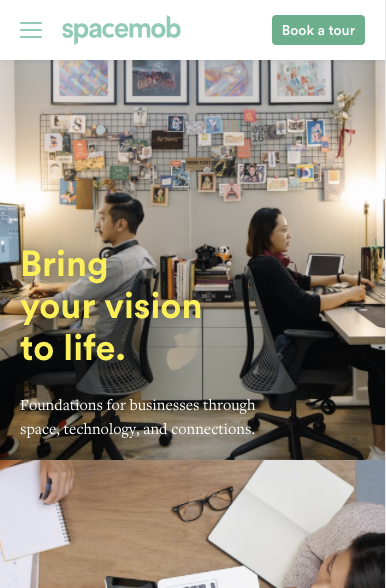 spacemob
Book a tour
Bring
your vision
to life.
Foundations for businesses through
space, technology, and connections.